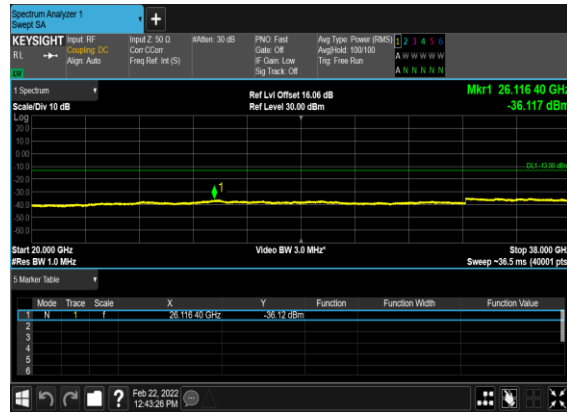 Spectrum Analyzer 1
Swept SA
KEYSIGHT Input: RF Input Z: 50 Ω #Atten: 30 dB PNO: Fast Avg Type: Power (RMS) 1 2 3 4 5 6
RL Coupling: DC Corr CCorr Gate: Off Avg|Hold: 100/100 A W W W W W
Align: Auto Freq Ref: Int (S) IF Gain: Low Trig: Free Run
Sig Track: Off A N N N N N
1 Spectrum
Scale/Div 10 dB Ref Lvl Offset 16.06 dB Mkr1 26.116 40 GHz
Ref Level 30.00 dBm -36.117 dBm
Log
20.0
10.0
0.00
-10.0 DL1 -13.00 dBm
-20.0
-30.0 1
-40.0
-50.0
-60.0
Start 20.000 GHz Video BW 3.0 MHz* Stop 38.000 GHz
#Res BW 1.0 MHz Sweep ~36.5 ms (40001 pts)
5 Marker Table
Mode Trace Scale X Y Function Function Width Function Value
1 N 1 f 26.116 40 GHz -36.12 dBm
2
3
4
5
6
? Feb 22, 2022
12:43:26 PM